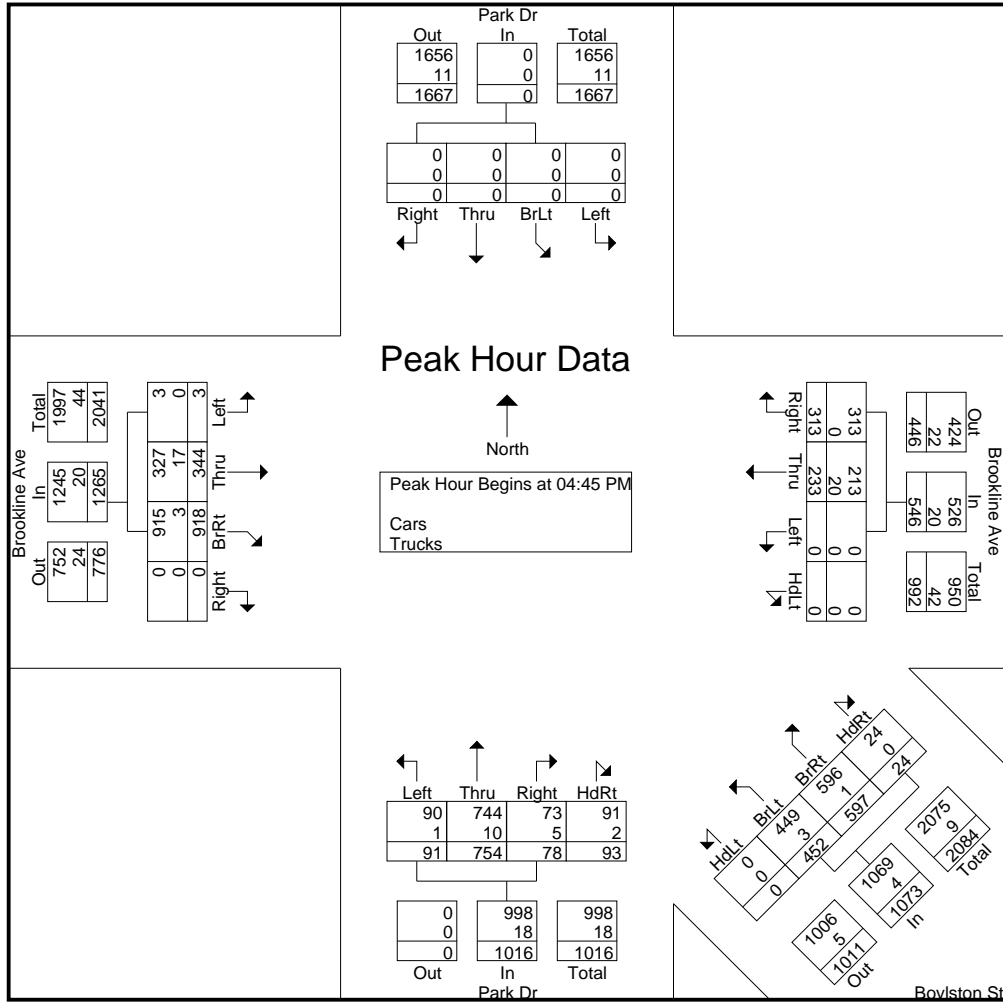 Park Dr
Out In Total
1656 0 1656
11 0 11
1667 0 1667
0 0 0 0
0 0 0 0
0 0 0 0
Right Thru BrLt Left
Peak Hour Data
North
Peak Hour Begins at 04:45 PM
Cars
Trucks
Brookline Ave
Total In Out
1997 1245 752
44 20 24
2041 1265 776
3 327 915 0
0 17 3 0
3 344 918 0
Left Thru BrRt Right
Brookline Ave
Out In Total
424 526 950
22 20 42
446 546 992
313 213 0 0
0 20 0 0
313 233 0 0
Right Thru Left HdLt
Left Thru Right HdRt
90 744 73 91
1 10 5 2
91 754 78 93
0 998 998
0 18 18
0 1016 1016
Out In Total
Park Dr
HdLt BrLt BrRt HdRt
0 449 596 24
0 3 1 0
0 452 597 24
1006 1069 2075
5 4 9
1011 1073 2084
Out In Total
Boylston St